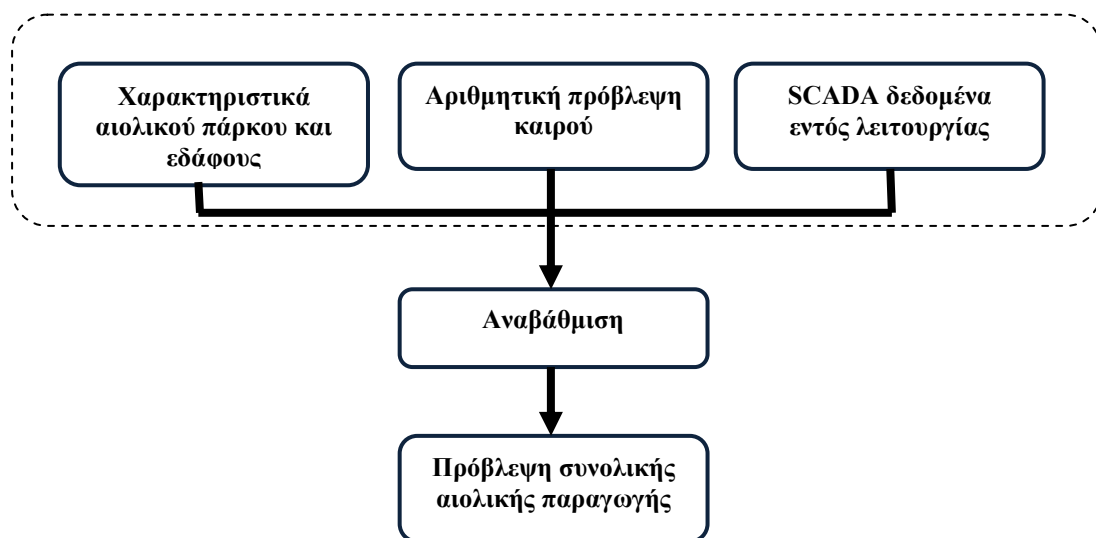 Χαρακτηριστικά
αιολικού πάρκου και
εδάφους
Αριθμητική πρόβλεψη
καιρού
SCADA δεδομένα
εντός λειτουργίας
Αναβάθμιση
Πρόβλεψη συνολικής
αιολικής παραγωγής